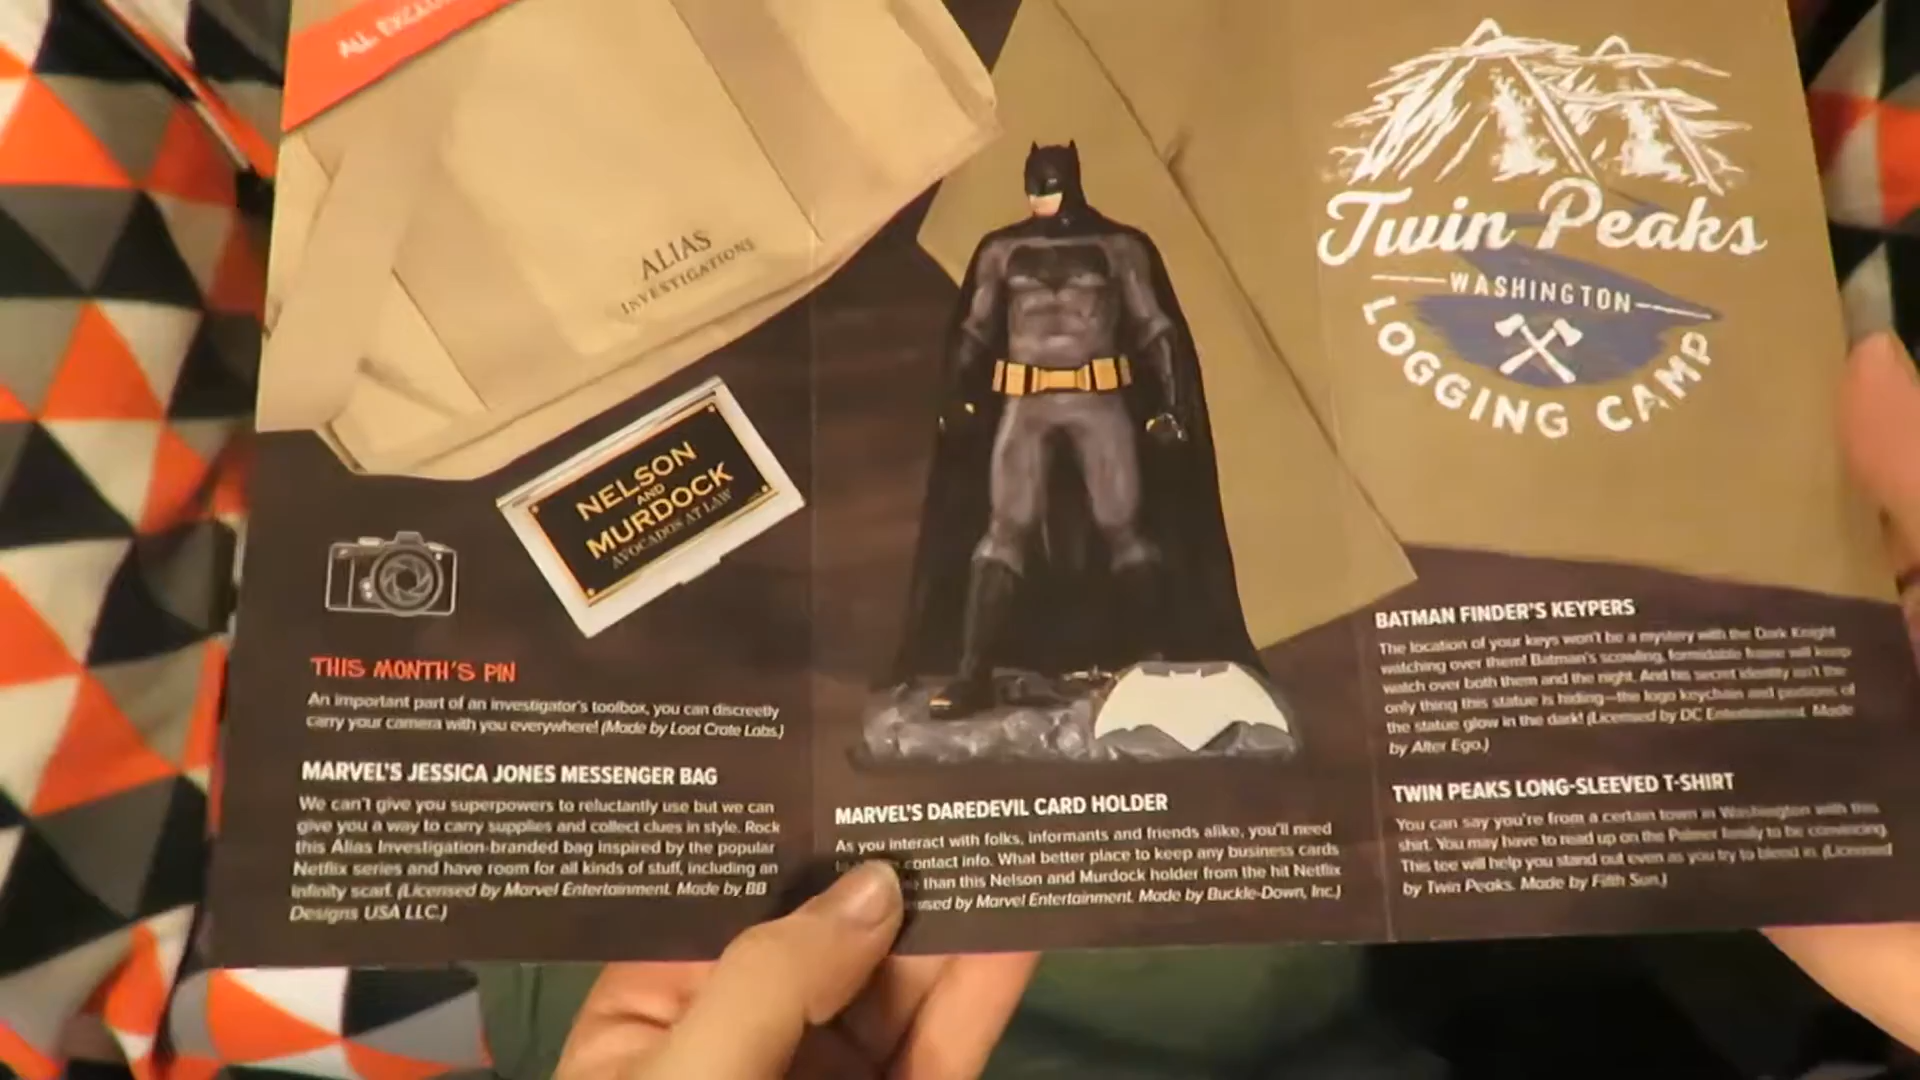 ALL
ALIAS
INVESTIGATIONS
NELSON
AND
MURDOCK
AVOCADOS AT LAW
THIS MONTH'S PIN
An important part of an investigator's toolbox, you can discreetly
carry your camera with you everywhere! (Made by Loot Crate Labs.)
MARVEL'S JESSICA JONES MESSENGER BAG
We can't give you superpowers to reluctantly use but we can
give you a way to carry supplies and collect clues in style. Rock
this Alias Investigation-branded bag inspired by the popular
Netflix series and have room for all kinds of stuff, including an
infinity scarf. (Licensed by Marvel Entertainment. Made by BB
Designs USA LLC.)
MARVEL'S DAREDEVIL CARD HOLDER
As you interact with folks, informants and friends alike, you'll need
contact info. What better place to keep any business cards
than this Nelson and Murdock holder from the hit Netflix
by Marvel Entertainment. Made by Buckle-Down, Inc.)
Twin Peaks
WASHINGTON
LOGGING CAMP
BATMAN FINDER'S KEYPERS
The location of your keys won't be a mystery with the Dark Knight
watching over them! Batman's scowling, formidable frame will keep
watch over both them and the night. And his secret identity isn't the
only thing this statue is hiding—the logo keychain and portions of
the statue glow in the dark! (Licensed by DC Entertainment. Made
by Alter Ego.)
TWIN PEAKS LONG-SLEEVED T-SHIRT
You can say you're from a certain town in Washington with this
shirt. You may have to read up on the Palmer family to be convincing.
This tee will help you stand out even as you try to blend in. (Licensed
by Twin Peaks. Made by Fifth Sun.)